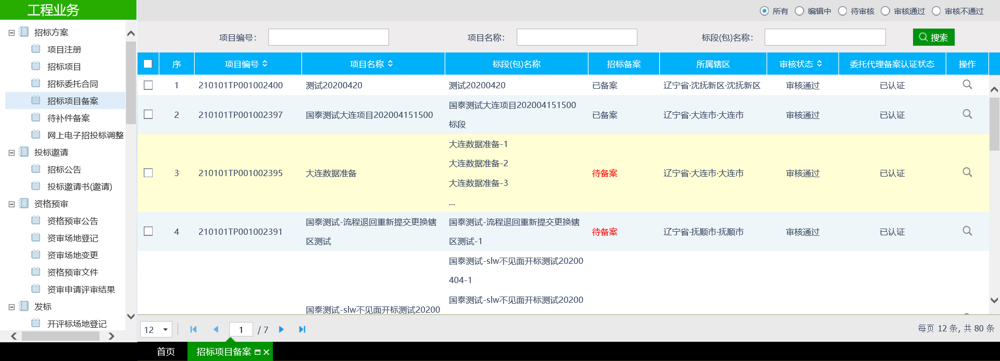 工程业务
招标方案
项目注册
招标项目
招标委托合同
招标项目备案
待补件备案
网上电子招投标调整
投标邀请
招标公告
投标邀请书(邀请)
资格预审
资格预审公告
资审场地登记
资审场地变更
资格预审文件
资审申请评审结果
发标
开评标场地登记
所有 编辑中 待审核 审核通过 审核不通过
项目编号： 项目名称： 标段(包)名称： 搜索
序 项目编号 项目名称 标段(包)名称 招标备案 所属辖区 审核状态 委托代理备案认证状态 操作
1 210101TP001002400 测试20200420 测试20200420 已备案 辽宁省·沈抚新区·沈抚新区 审核通过 已认证
国泰测试大连项目202004151500
2 210101TP001002397 国泰测试大连项目202004151500 已备案 辽宁省·大连市·大连市 审核通过 已认证
标段
大连数据准备-1
大连数据准备-2
3 210101TP001002395 大连数据准备 待备案 辽宁省·大连市·大连市 审核通过 已认证
大连数据准备-3
...
国泰测试-流程退回重新提交更换辖 国泰测试-流程退回重新提交更换辖
4 210101TP001002391 待备案 辽宁省·抚顺市·抚顺市 审核通过 已认证
区测试 区测试-1
国泰测试-slw不见面开标测试20200
404-1
国泰测试-slw不见面开标测试20200
国泰测试-slw不见面开标测试20200
12 1 / 7 每页 12 条, 共 80 条
首页 招标项目备案